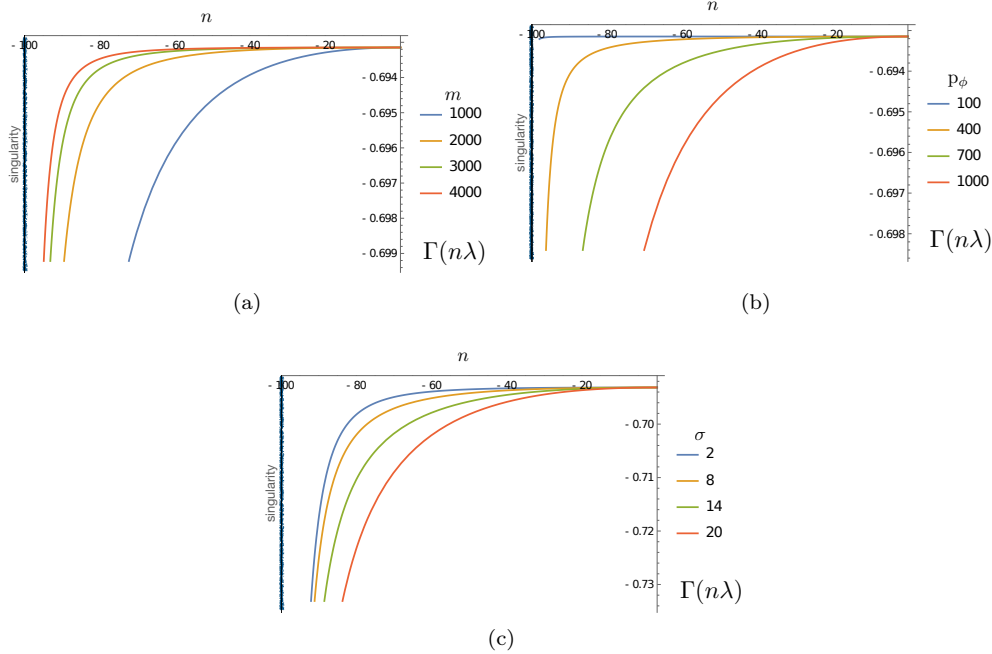 n
- 100 - 80 - 60 - 40 - 20
- 0.694
- 0.695
- 0.696
- 0.697
- 0.698
- 0.699
singularity
m
1000
2000
3000
4000
Γ(nλ)
(a)
n
- 100 - 80 - 60 - 40 - 20
- 0.694
- 0.695
- 0.696
- 0.697
- 0.698
singularity
pϕ
100
400
700
1000
Γ(nλ)
(b)
n
- 100 - 80 - 60 - 40 - 20
- 0.70
- 0.71
- 0.72
- 0.73
singularity
σ
2
8
14
20
Γ(nλ)
(c)